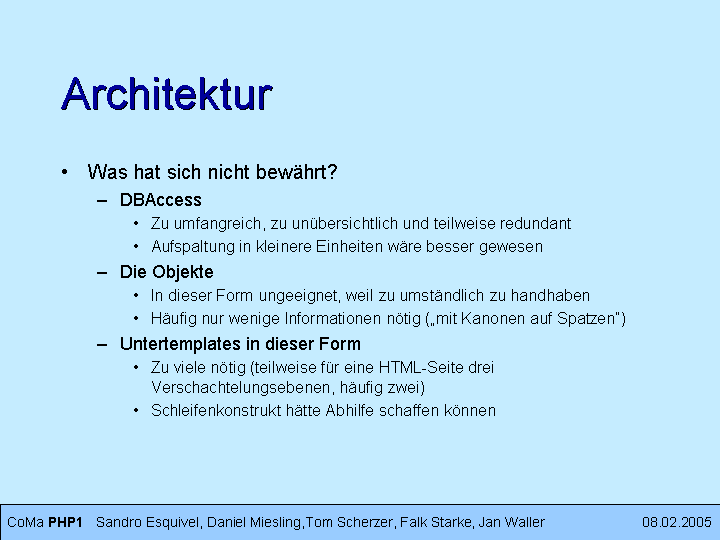 Architektur
• Was hat sich nicht bewährt?
– DBAccess
• Zu umfangreich, zu unübersichtlich und teilweise redundant
• Aufspaltung in kleinere Einheiten wäre besser gewesen
– Die Objekte
• In dieser Form ungeeignet, weil zu umständlich zu handhaben
• Häufig nur wenige Informationen nötig („mit Kanonen auf Spatzen“)
– Untertemplates in dieser Form
• Zu viele nötig (teilweise für eine HTML-Seite drei
Verschachtelungsebenen, häufig zwei)
• Schleifenkonstrukt hätte Abhilfe schaffen können
CoMa PHP1 Sandro Esquivel, Daniel Miesling,Tom Scherzer, Falk Starke, Jan Waller 08.02.2005